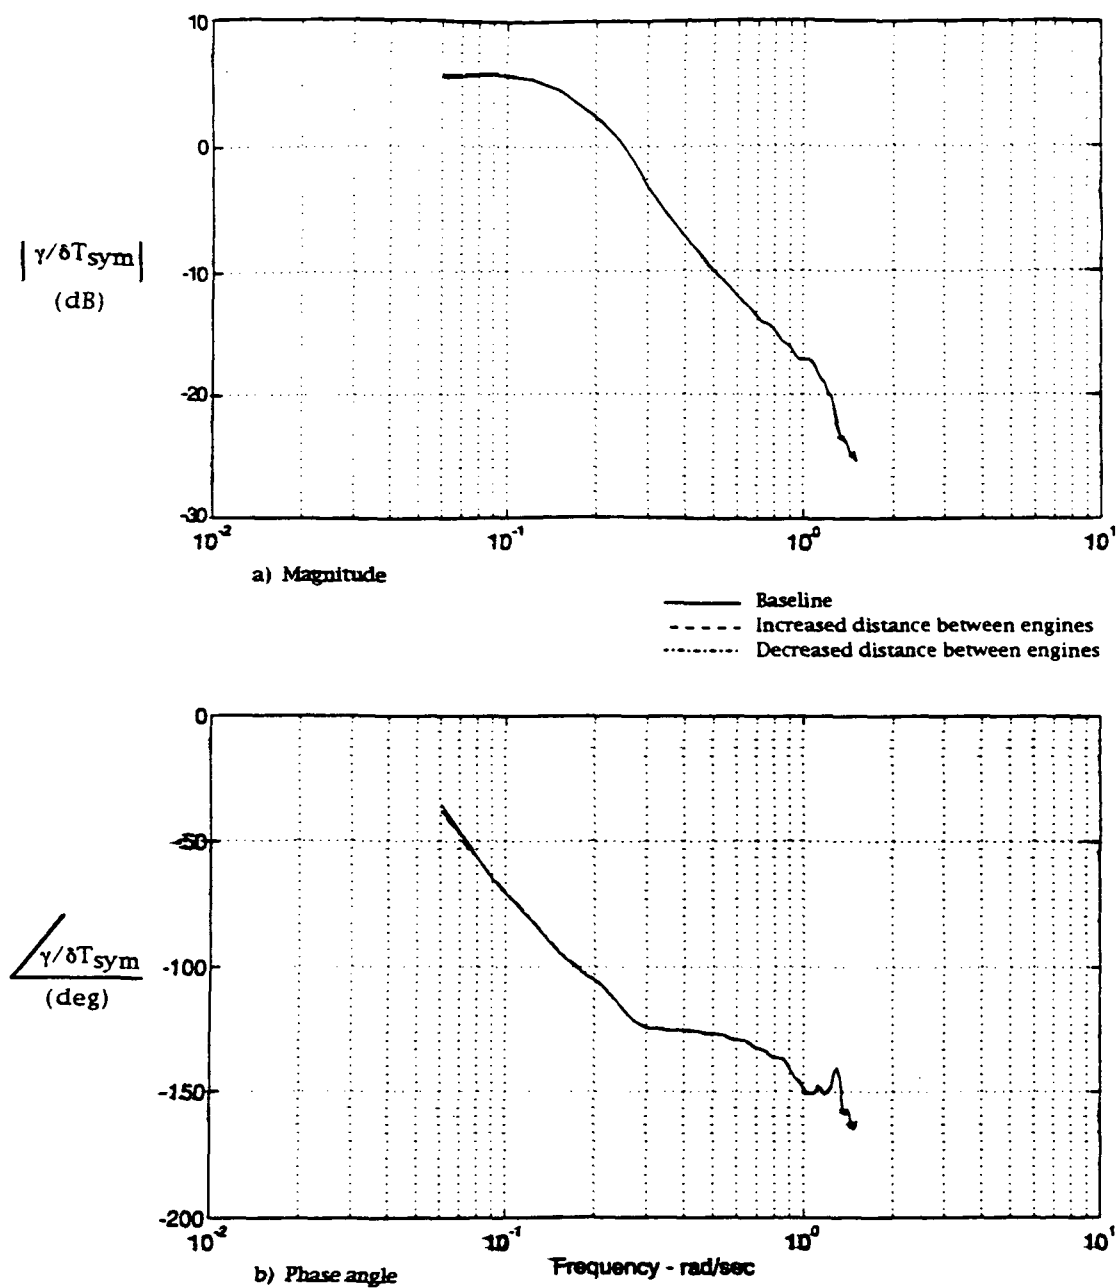 10
0
-10
-20
-30
|γ/δTsym|
(dB)
10⁻² 10⁻¹ 10⁰ 10¹
a) Magnitude
Baseline
Increased distance between engines
Decreased distance between engines
0
-50
-100
-150
-200
γ/δTsym
(deg)
10⁻² 10⁻¹ 10⁰ 10¹
Frequency - rad/sec
b) Phase angle